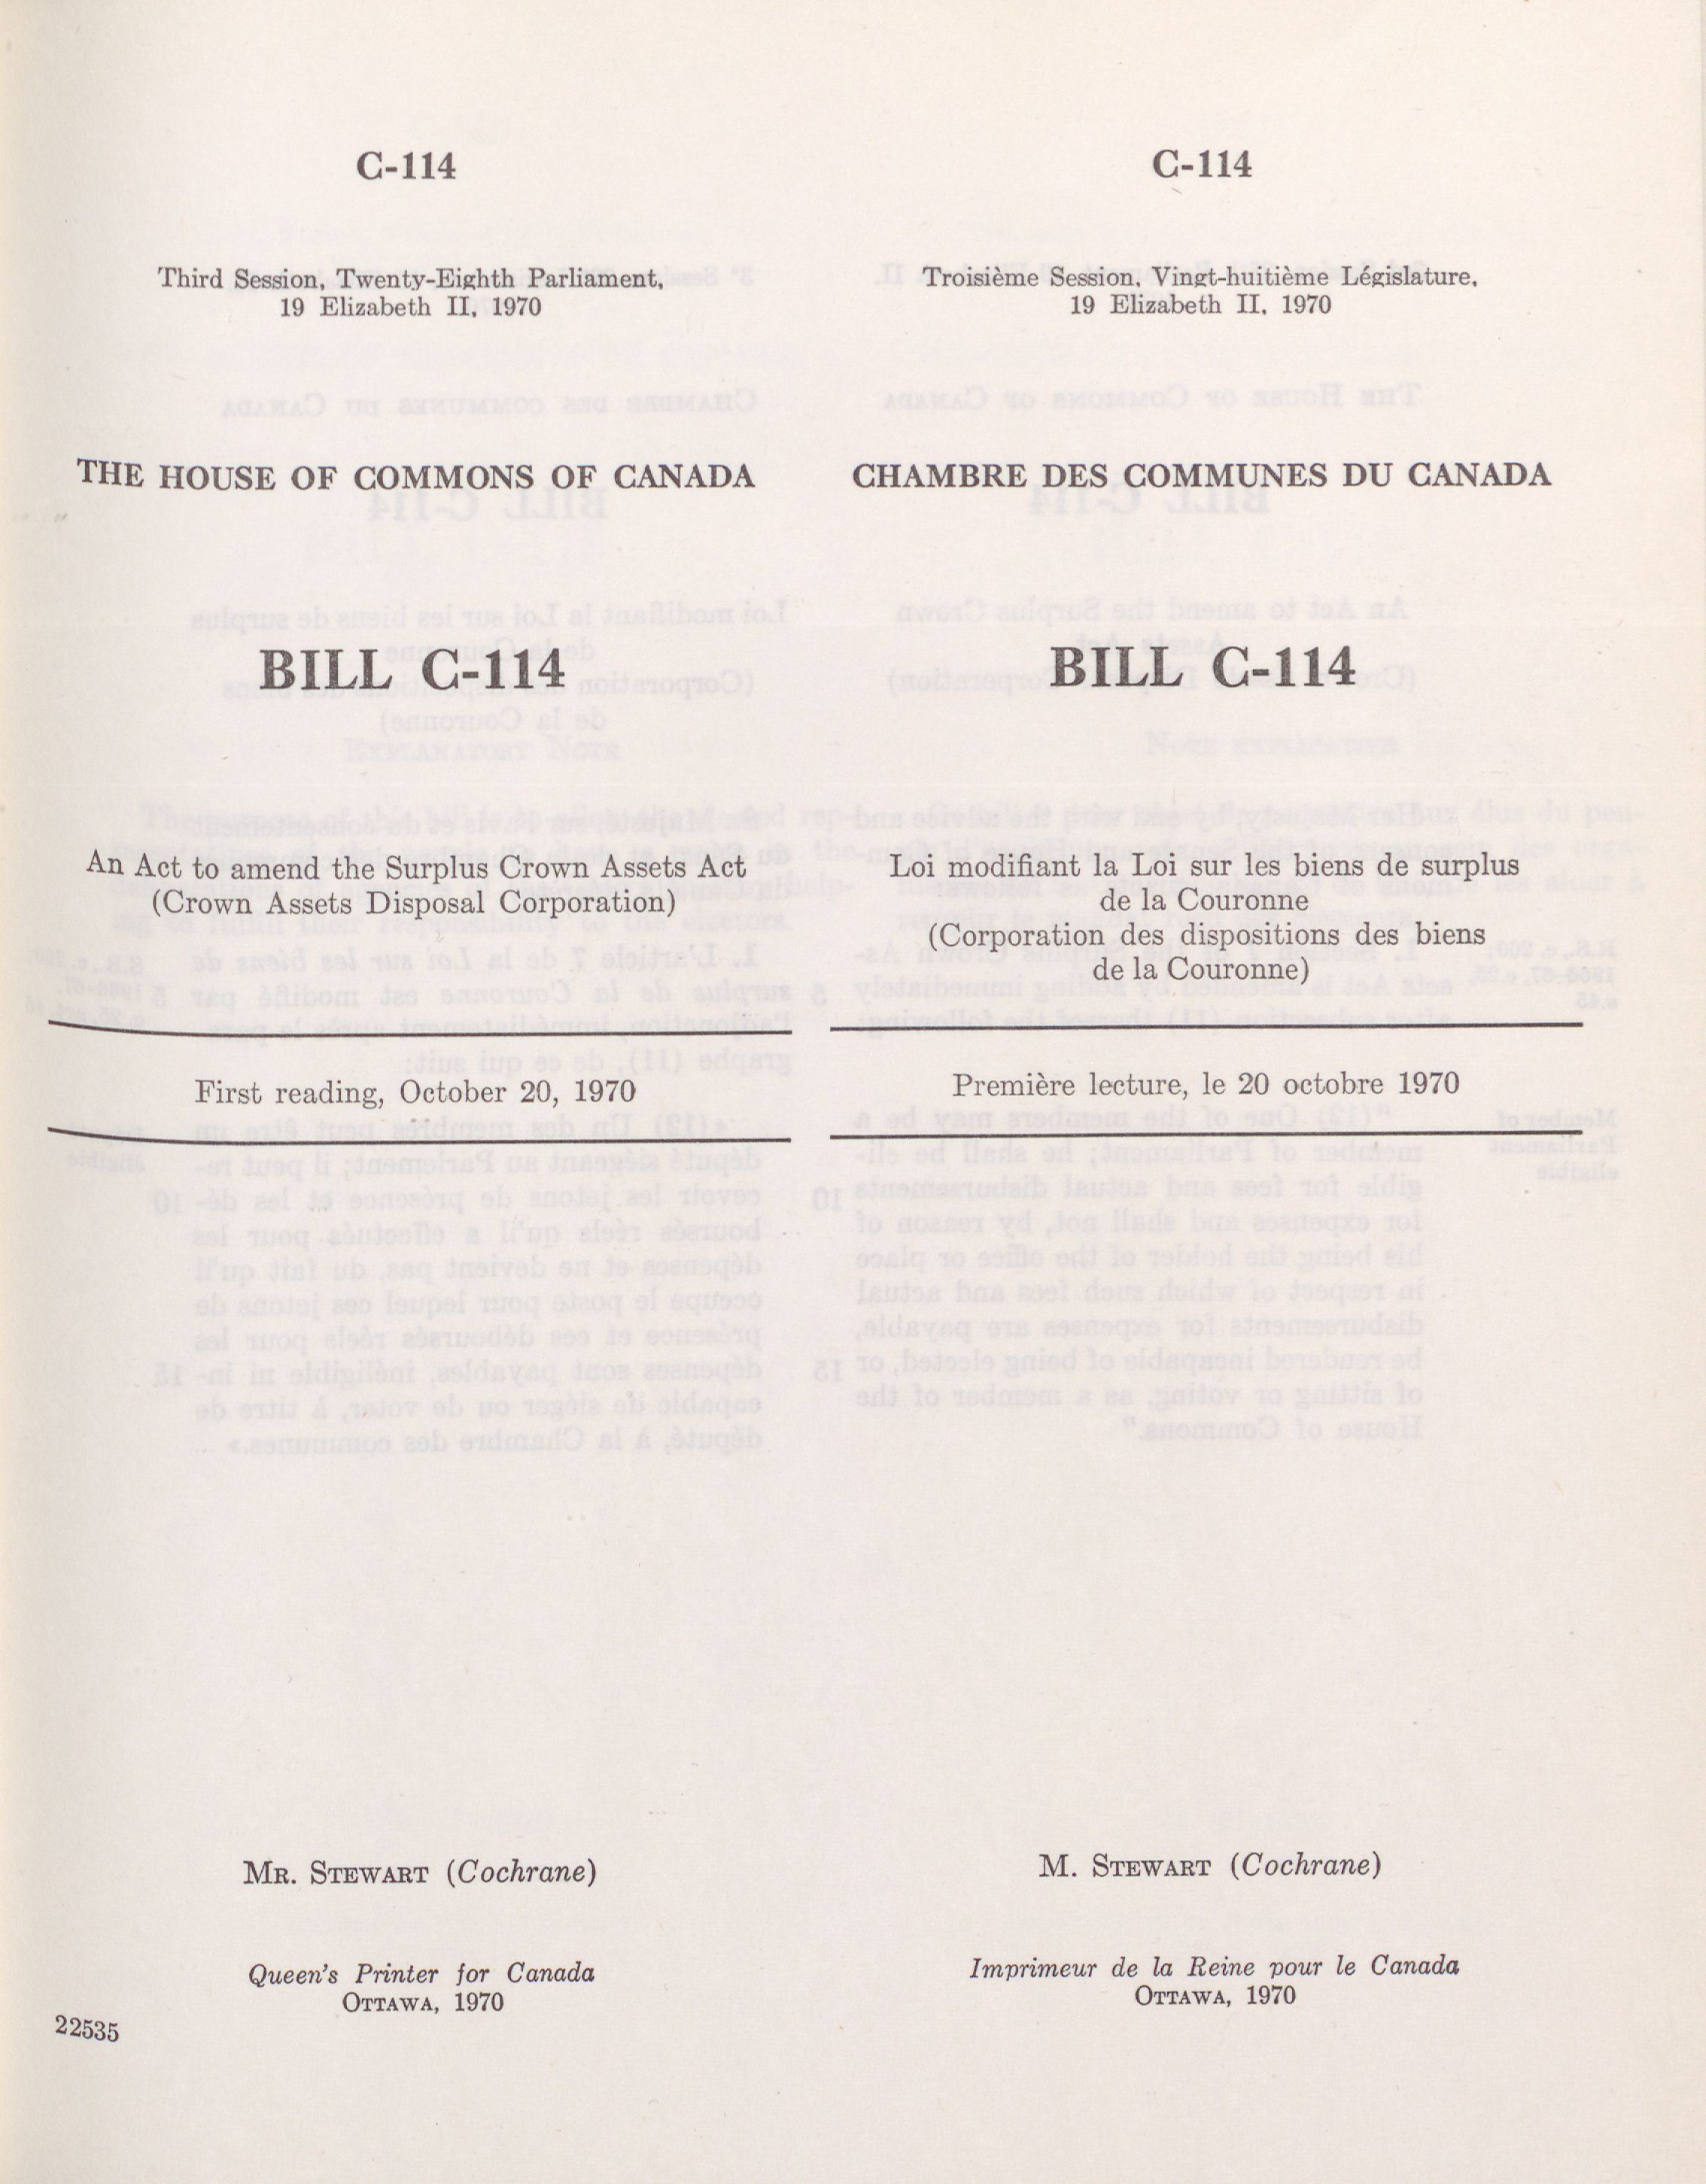 C-114
Third Session, Twenty-Eighth Parliament,
19 Elizabeth II, 1970
THE HOUSE OF COMMONS OF CANADA
BILL C-114
An Act to amend the Surplus Crown Assets Act
(Crown Assets Disposal Corporation)
First reading, October 20, 1970
MR. STEWART (Cochrane)
Queen's Printer for Canada
OTTAWA, 1970
22535
C-114
Troisième Session, Vingt-huitième Législature,
19 Elizabeth II, 1970
CHAMBRE DES COMMUNES DU CANADA
BILL C-114
Loi modifiant la Loi sur les biens de surplus
de la Couronne
(Corporation des dispositions des biens
de la Couronne)
Première lecture, le 20 octobre 1970
M. STEWART (Cochrane)
Imprimeur de la Reine pour le Canada
OTTAWA, 1970